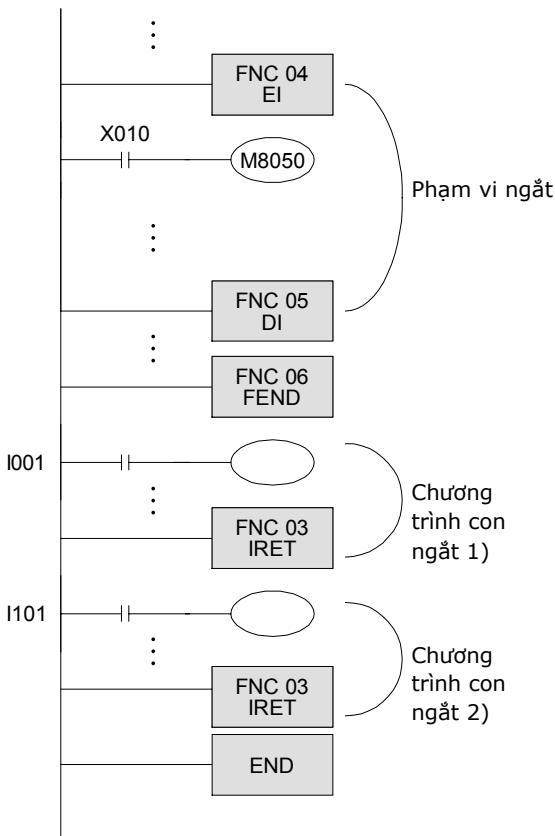 FNC 04
EI
X010
M8050
Phạm vi ngắt
FNC 05
DI
FNC 06
FEND
I001
Chương
trình con
ngắt 1)
FNC 03
IRET
I101
Chương
trình con
ngắt 2)
FNC 03
IRET
END